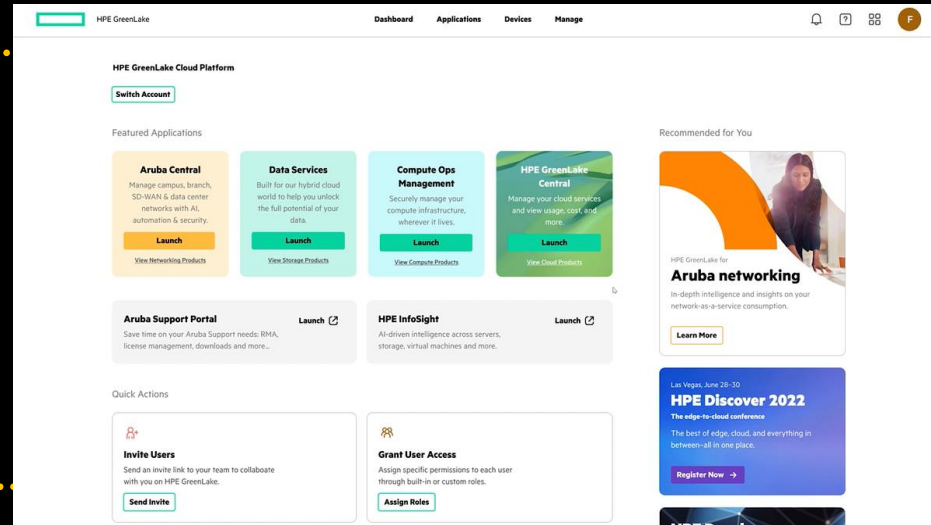 HPE GreenLake
Dashboard
Applications
Devices
Manage
F
HPE GreenLake Cloud Platform
Switch Account
Featured Applications
Aruba Central
Manage campus, branch,
SD-WAN & data center
networks with AI,
automation & security.
Launch
View Networking Products
Data Services
Built for our hybrid cloud
world to help you unlock
the full potential of your
data.
Launch
View Storage Products
Compute Ops
Management
Securely manage your
compute infrastructure,
wherever it lives.
Launch
View Compute Products
HPE GreenLake
Central
Manage your cloud services
and view usage, cost, and
more.
Launch
View Cloud Products
Aruba Support Portal
Launch
Save time on your Aruba Support needs: RMA,
license management, downloads and more...
HPE InfoSight
Launch
AI-driven intelligence across servers,
storage, virtual machines and more.
Quick Actions
Invite Users
Send an invite link to your team to collaboate
with you on HPE GreenLake.
Send Invite
Grant User Access
Assign specific permissions to each user
through built-in or custom roles.
Assign Roles
Recommended for You
HPE GreenLake for
Aruba networking
In-depth intelligence and insights on your
network-as-a-service consumption.
Learn More
Las Vegas, June 28-30
HPE Discover 2022
The edge-to-cloud conference
The best of edge, cloud, and everything in
between–all in one place.
Register Now →